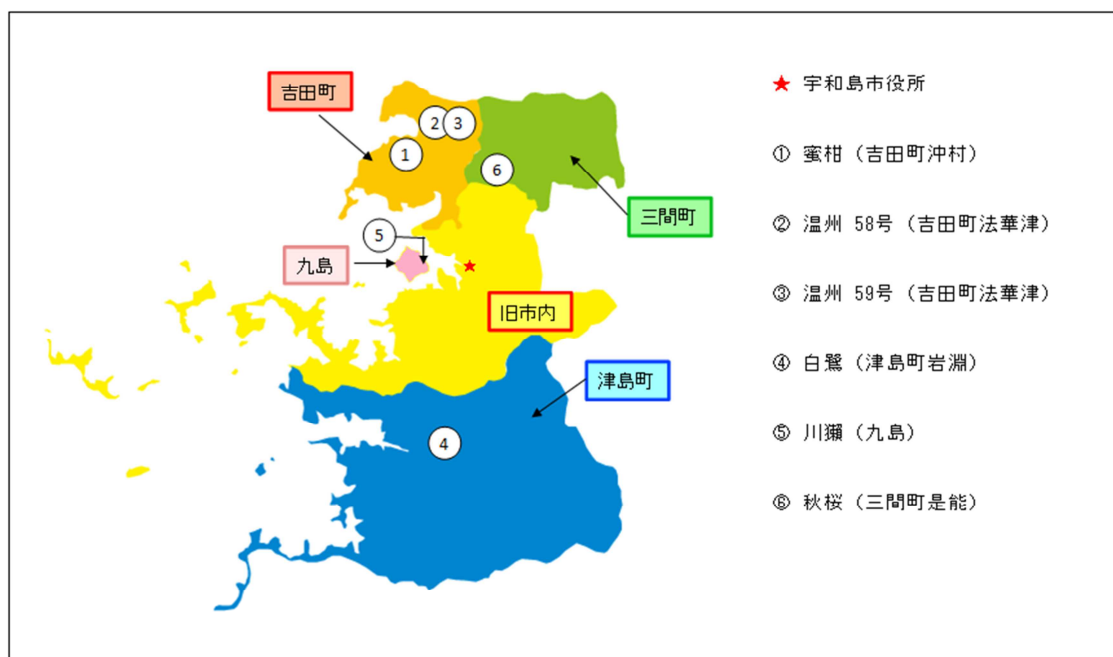 吉田町
②
③
①
⑥
三間町
⑤
九島
旧市内
津島町
④
★ 宇和島市役所
① 蜜柑（吉田町沖村）
② 温州 58号（吉田町法華津）
③ 温州 59号（吉田町法華津）
④ 白鷺（津島町岩淵）
⑤ 川獺（九島）
⑥ 秋桜（三間町是能）